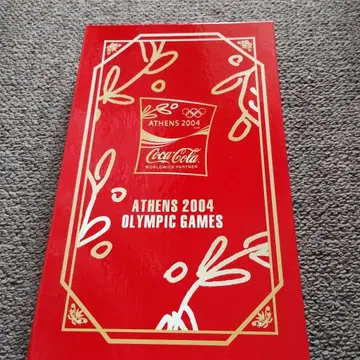 ATHENS 2004
Coca-Cola
WORLDWIDE PARTNER
ATHENS 2004
OLYMPIC GAMES